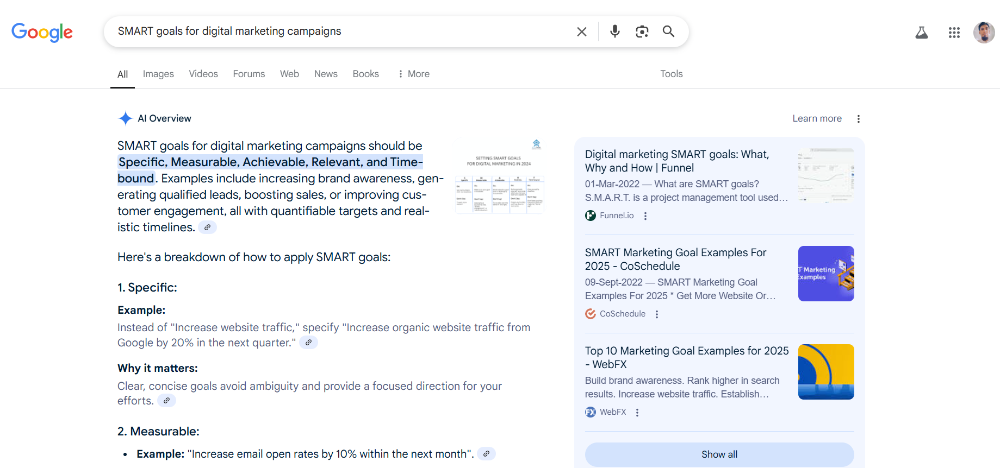 Google
SMART goals for digital marketing campaigns
All Images Videos Forums Web News Books More Tools
AI Overview
Learn more
SMART goals for digital marketing campaigns should be
Specific, Measurable, Achievable, Relevant, and Time-
bound. Examples include increasing brand awareness, gen-
erating qualified leads, boosting sales, or improving cus-
tomer engagement, all with quantifiable targets and real-
istic timelines.
SETTING SMART GOALS
FOR DIGITAL MARKETING IN 2024
Here's a breakdown of how to apply SMART goals:
1. Specific:
Example:
Instead of "Increase website traffic," specify "Increase organic website traffic from
Google by 20% in the next quarter."
Why it matters:
Clear, concise goals avoid ambiguity and provide a focused direction for your
efforts.
2. Measurable:
• Example: "Increase email open rates by 10% within the next month".
Digital marketing SMART goals: What,
Why and How | Funnel
01-Mar-2022 — What are SMART goals?
S.M.A.R.T. is a project management tool used…
Funnel.io
SMART Marketing Goal Examples For
2025 - CoSchedule
09-Sept-2022 — SMART Marketing Goal
Examples For 2025 * Get More Website Or…
CoSchedule
T Marketing
Examples
Top 10 Marketing Goal Examples for 2025
- WebFX
Build brand awareness. Rank higher in search
results. Increase website traffic. Establish…
FX WebFX
Show all